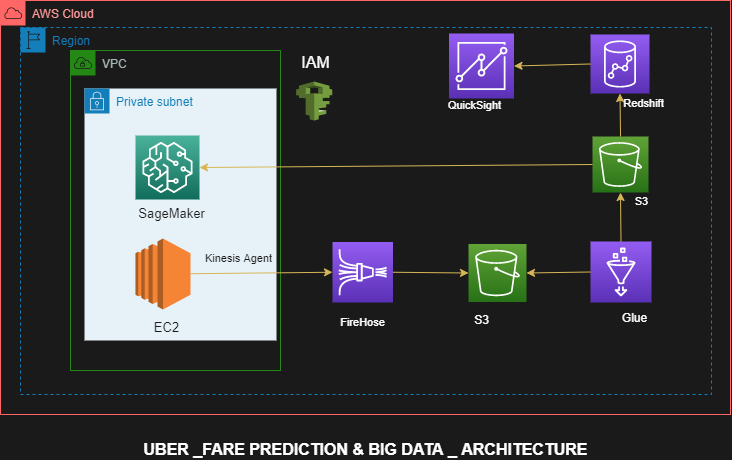 AWS Cloud
Region
VPC
IAM
Private subnet
QuickSight
Redshift
SageMaker
S3
Kinesis Agent
EC2
FireHose
S3
Glue
UBER _FARE PREDICTION & BIG DATA _ ARCHITECTURE